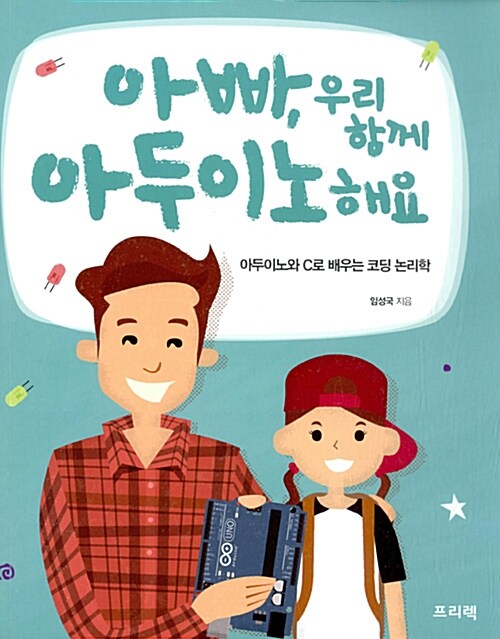 아빠, 우리
함께
아두이노 해요
아두이노와 C로 배우는 코딩 논리학
임성국 지음
UNO
프리렉